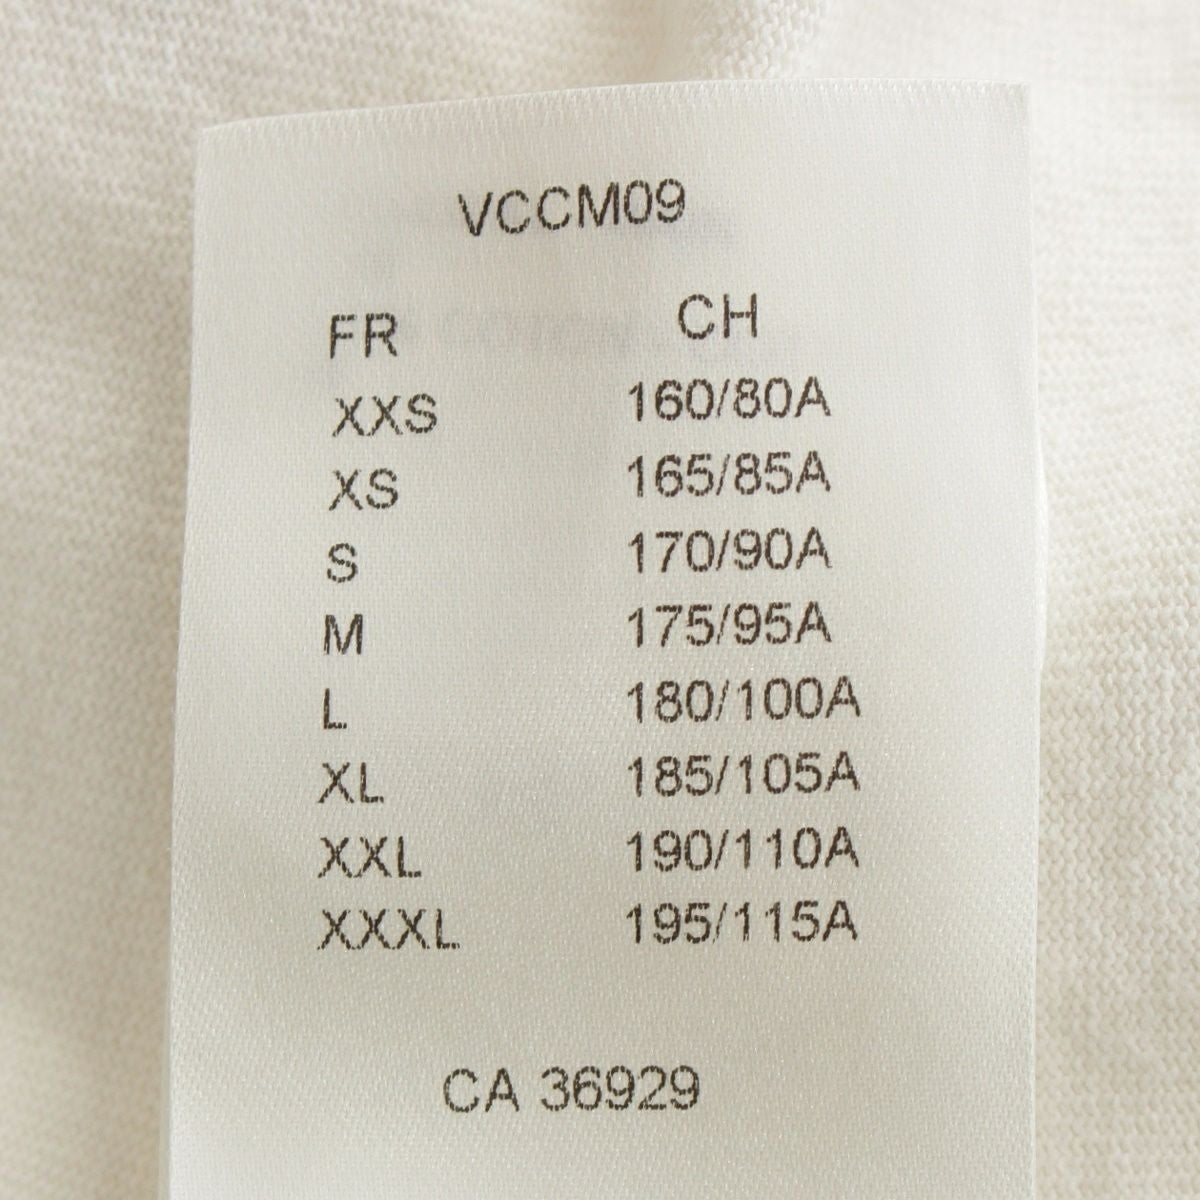 VCCM09
FR CH
XXS 160/80A
XS 165/85A
S 170/90A
M 175/95A
L 180/100A
XL 185/105A
XXL 190/110A
XXXL 195/115A
CA 36929